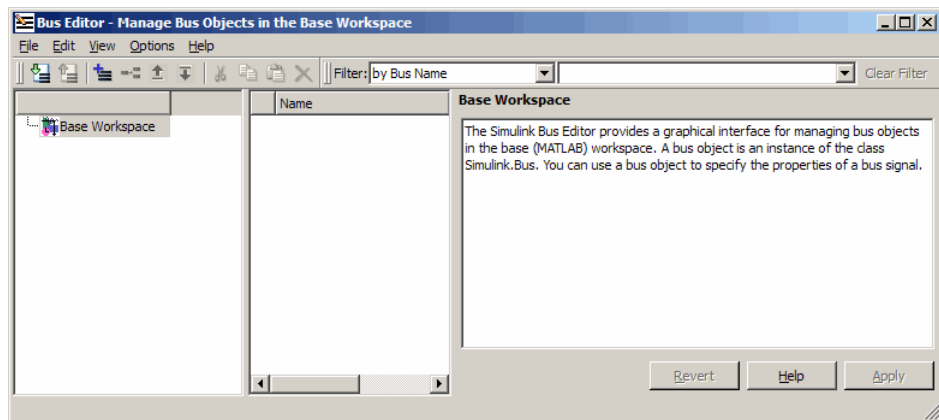 Bus Editor - Manage Bus Objects in the Base Workspace
File Edit View Options Help
Filter: by Bus Name Clear Filter
Name
Base Workspace
Base Workspace
The Simulink Bus Editor provides a graphical interface for managing bus objects
in the base (MATLAB) workspace. A bus object is an instance of the class
Simulink.Bus. You can use a bus object to specify the properties of a bus signal.
Revert Help Apply